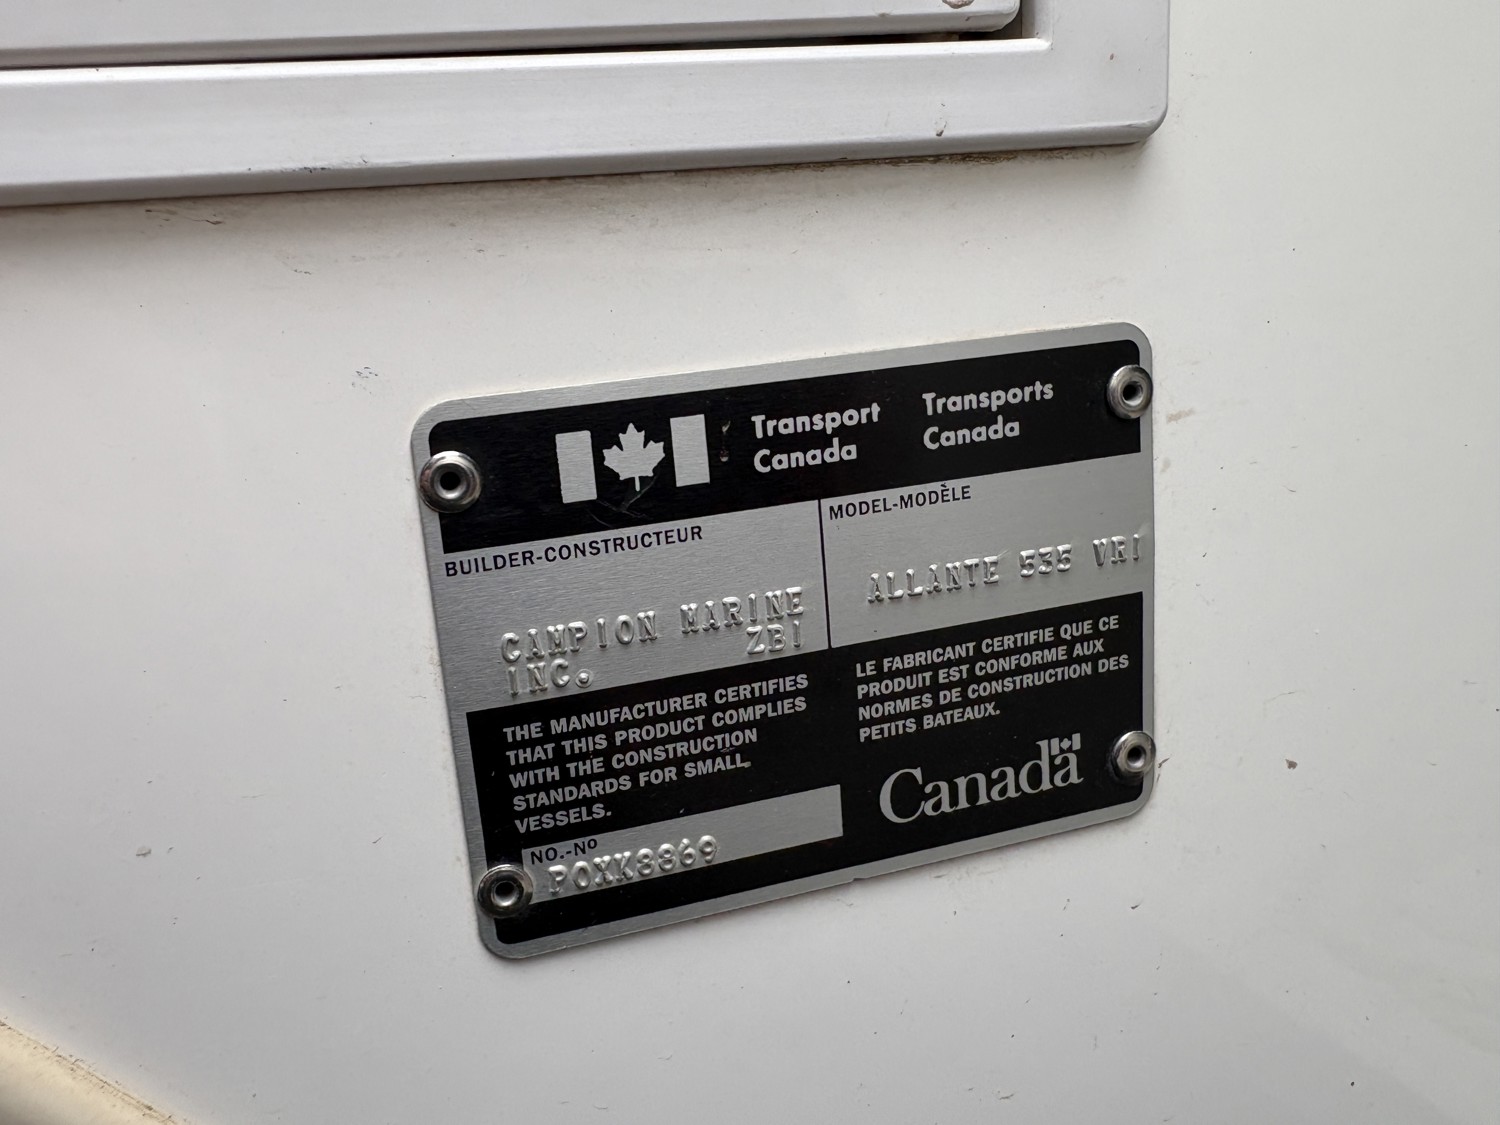 Transport Canada
Transports Canada
BUILDER-CONSTRUCTEUR
CAMPION MARINE
ZBI
INC.
MODEL-MODÈLE
ALLANTE 535 VRI
THE MANUFACTURER CERTIFIES
THAT THIS PRODUCT COMPLIES
WITH THE CONSTRUCTION
STANDARDS FOR SMALL
VESSELS.
LE FABRICANT CERTIFIE QUE CE
PRODUIT EST CONFORME AUX
NORMES DE CONSTRUCTION DES
PETITS BATEAUX.
NO.-Nº
POXK8869
Canada